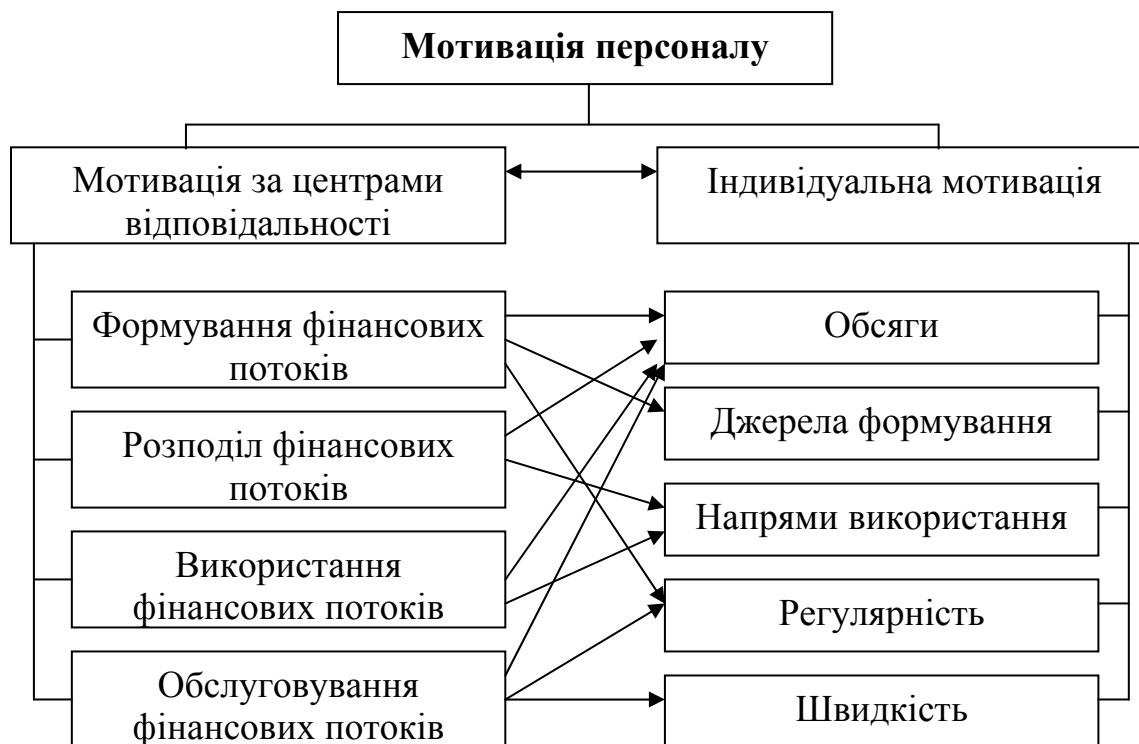 Мотивація персоналу
Мотивація за центрами
відповідальності
Індивідуальна мотивація
Формування фінансових
потоків
Розподіл фінансових
потоків
Використання
фінансових потоків
Обслуговування
фінансових потоків
Обсяги
Джерела формування
Напрями використання
Регулярність
Швидкість